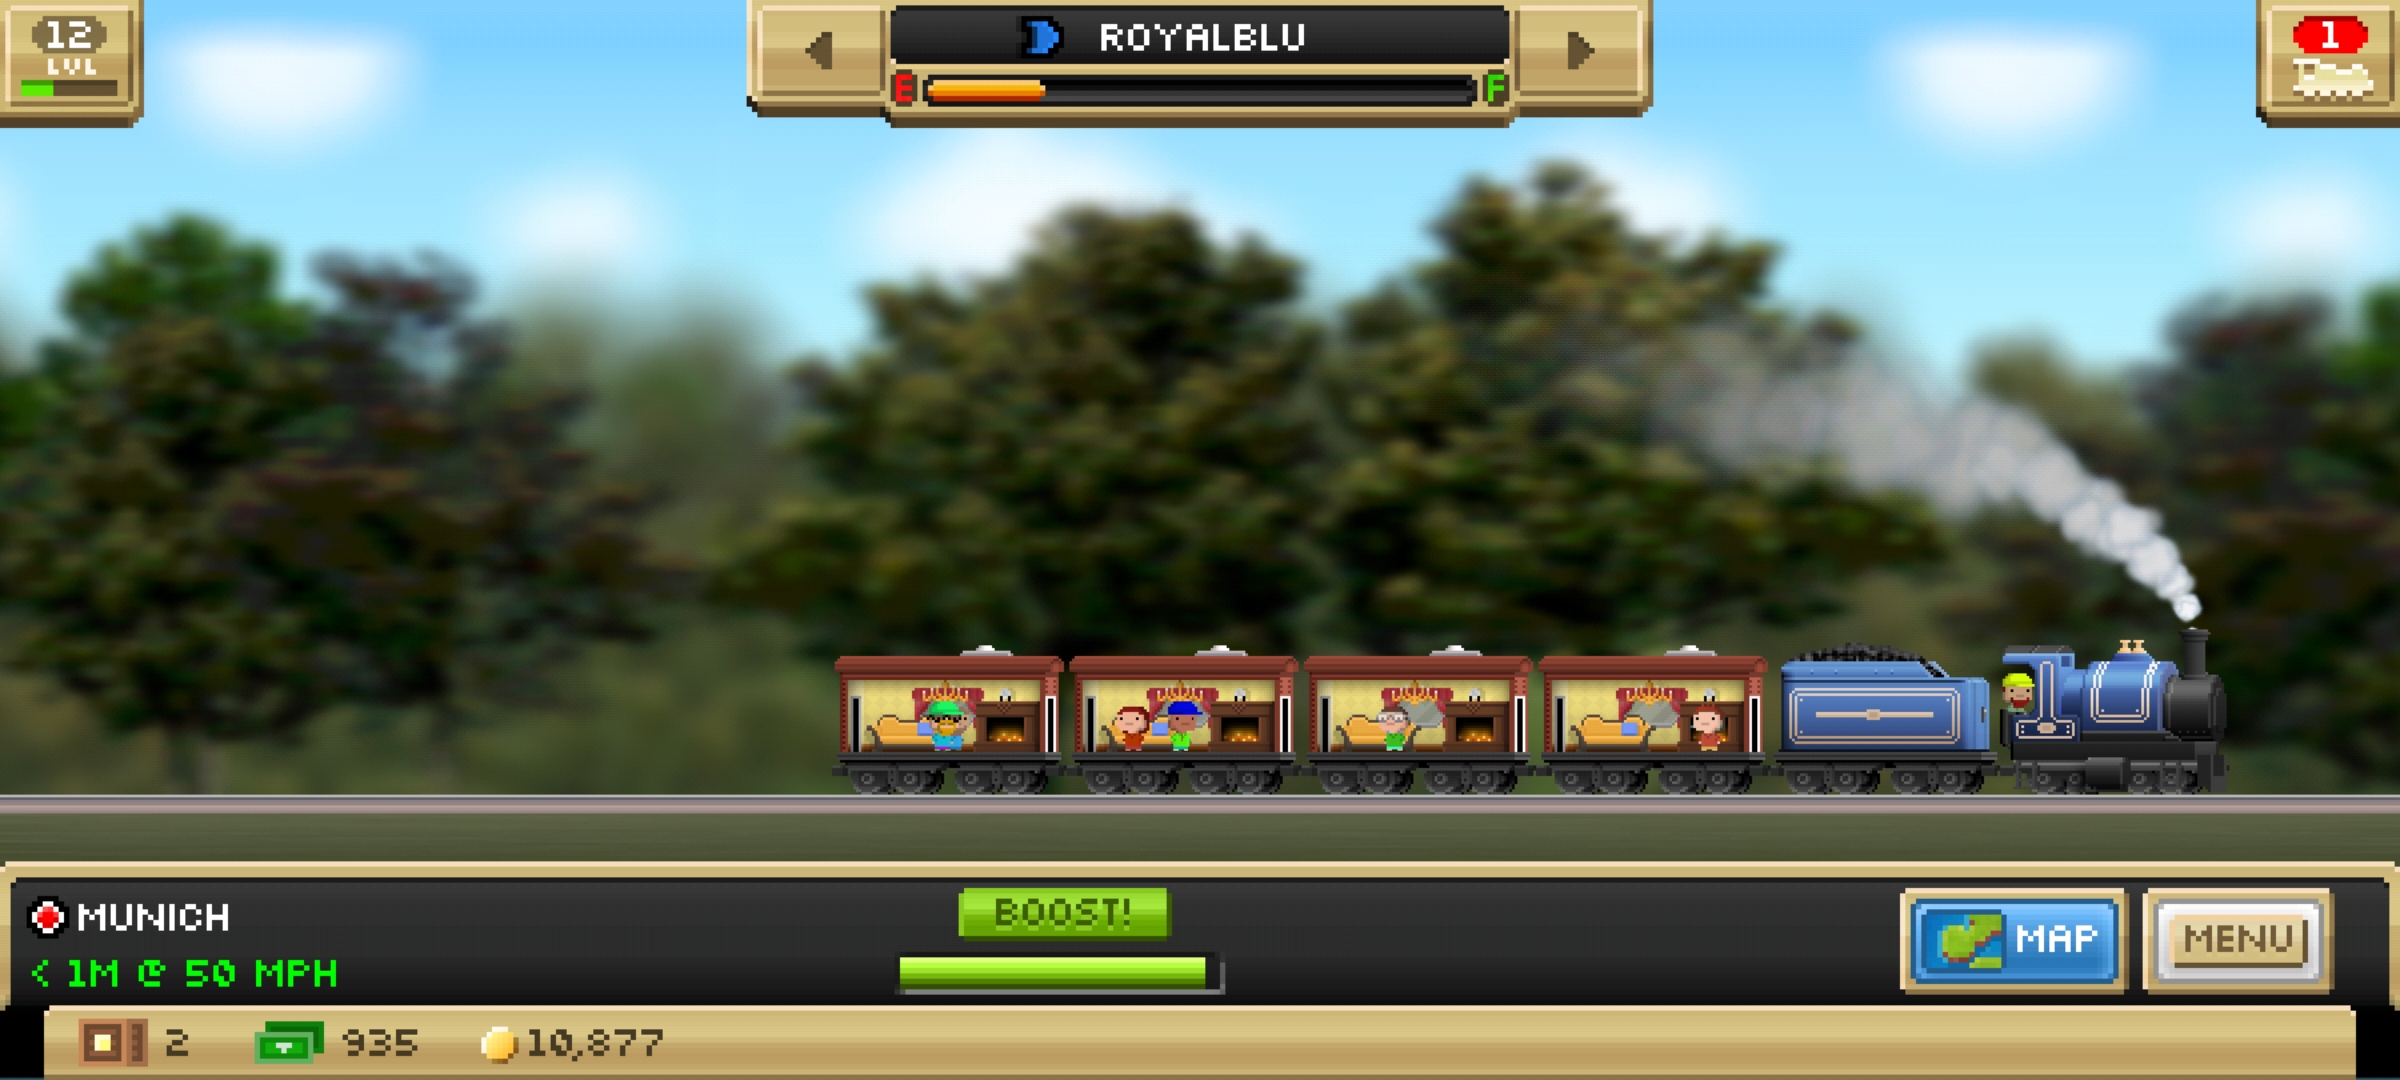 12
LVL
ROYALBLU
E F
1
MUNICH
< 1M @ 50 MPH
BOOST!
MAP
MENU
2 935 10,877